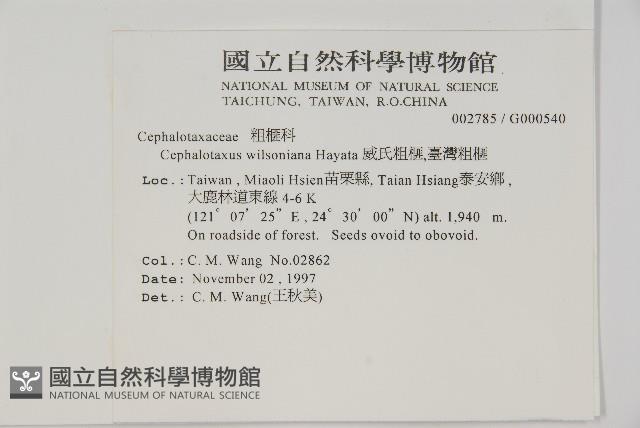 國立自然科學博物館
NATIONAL MUSEUM OF NATURAL SCIENCE
TAICHUNG, TAIWAN, R.O.CHINA
002785 / G000540
Cephalotaxaceae 粗榧科
Cephalotaxus wilsoniana Hayata 威氏粗榧,臺灣粗榧
Loc.: Taiwan , Miaoli Hsien苗栗縣, Taian Hsiang泰安鄉 ,
大鹿林道東線 4-6 K
(121° 07' 25" E , 24° 30' 00" N) alt. 1,940 m.
On roadside of forest. Seeds ovoid to obovoid.
Col.: C. M. Wang No.02862
Date: November 02 , 1997
Det.: C. M. Wang(王秋美)
國立自然科學博物館
NATIONAL MUSEUM OF NATURAL SCIENCE